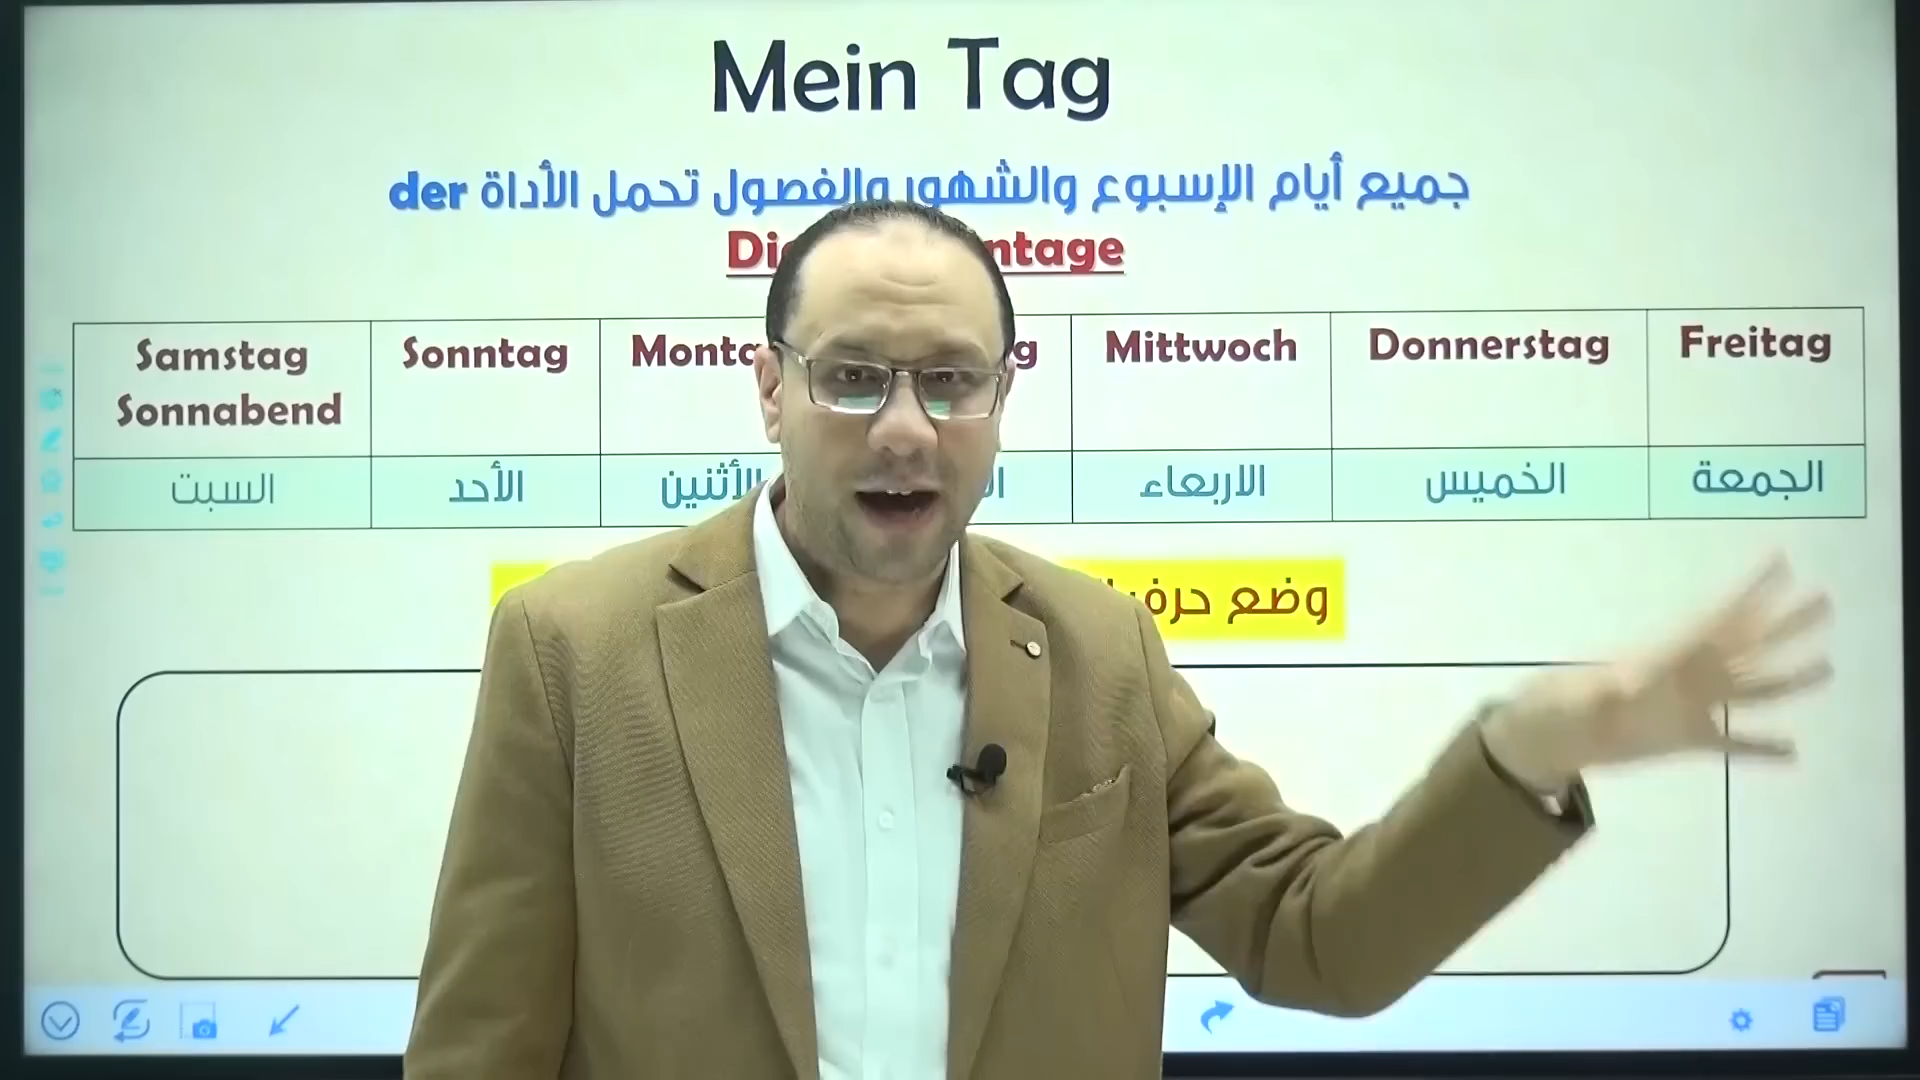 Mein Tag
جميع أيام الإسبوع والشهور والفصول تحمل الأداة der
Samstag Sonntag Mittwoch Donnerstag Freitag
Sonnabend
السبت الأحد الأثنين الاربعاء الخميس الجمعة
وضع